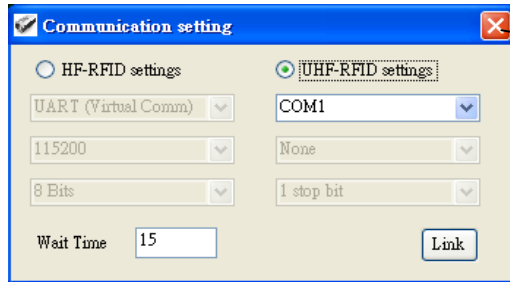 Communication setting
HF-RFID settings UHF-RFID settings
UART (Virtual Comm) COM1
115200 None
8 Bits 1 stop bit
Wait Time 15 Link